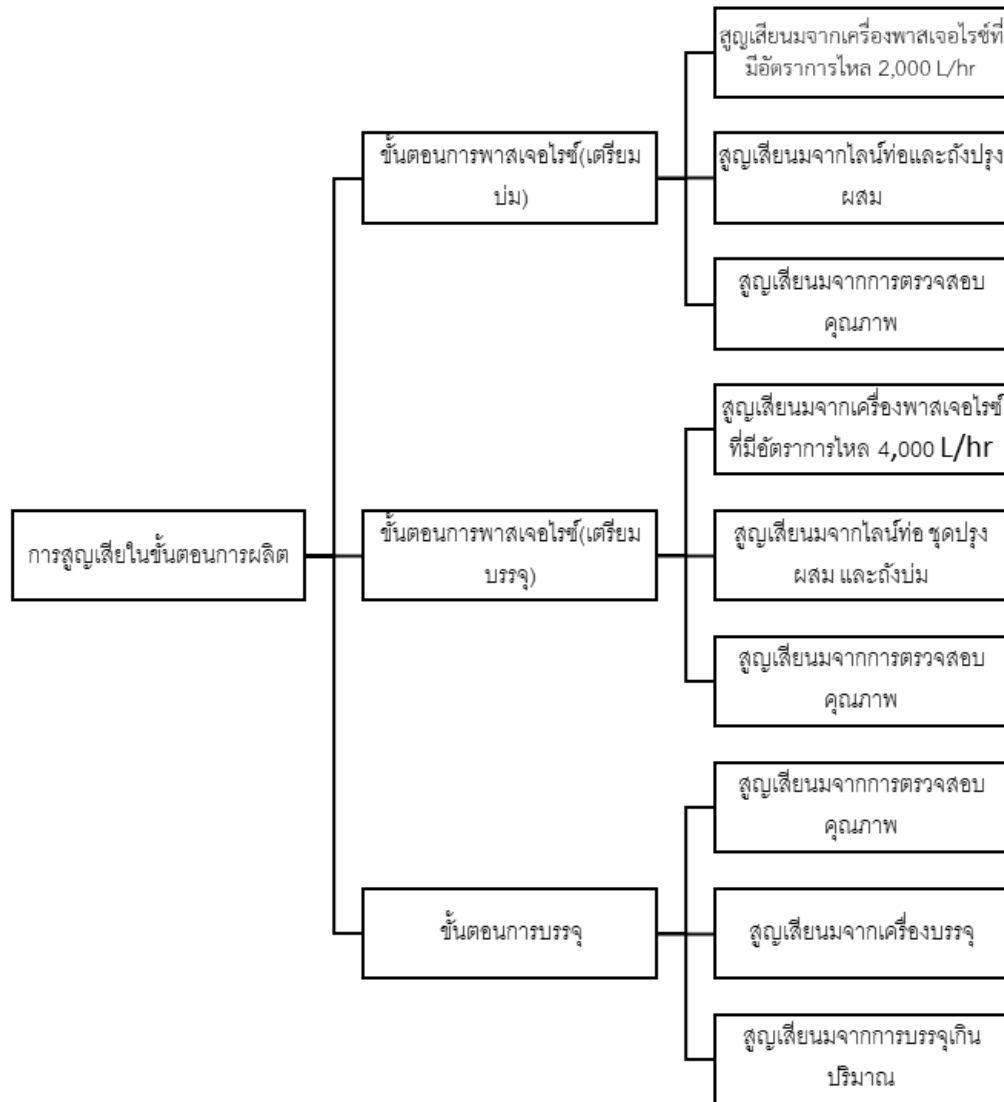 การสูญเสียในขั้นตอนการผลิต
ขั้นตอนการพาสเจอไรซ์(เตรียม
บ่ม)
สูญเสียนมจากเครื่องพาสเจอไรซ์ที่
มีอัตราการไหล 2,000 L/hr
สูญเสียนมจากไลน์ท่อและถังปรุง
ผสม
สูญเสียนมจากการตรวจสอบ
คุณภาพ
ขั้นตอนการพาสเจอไรซ์(เตรียม
บรรจุ)
สูญเสียนมจากเครื่องพาสเจอไรซ์
ที่มีอัตราการไหล 4,000 L/hr
สูญเสียนมจากไลน์ท่อ ชุดปรุง
ผสม และถังบ่ม
สูญเสียนมจากการตรวจสอบ
คุณภาพ
ขั้นตอนการบรรจุ
สูญเสียนมจากการตรวจสอบ
คุณภาพ
สูญเสียนมจากเครื่องบรรจุ
สูญเสียนมจากการบรรจุเกิน
ปริมาณ